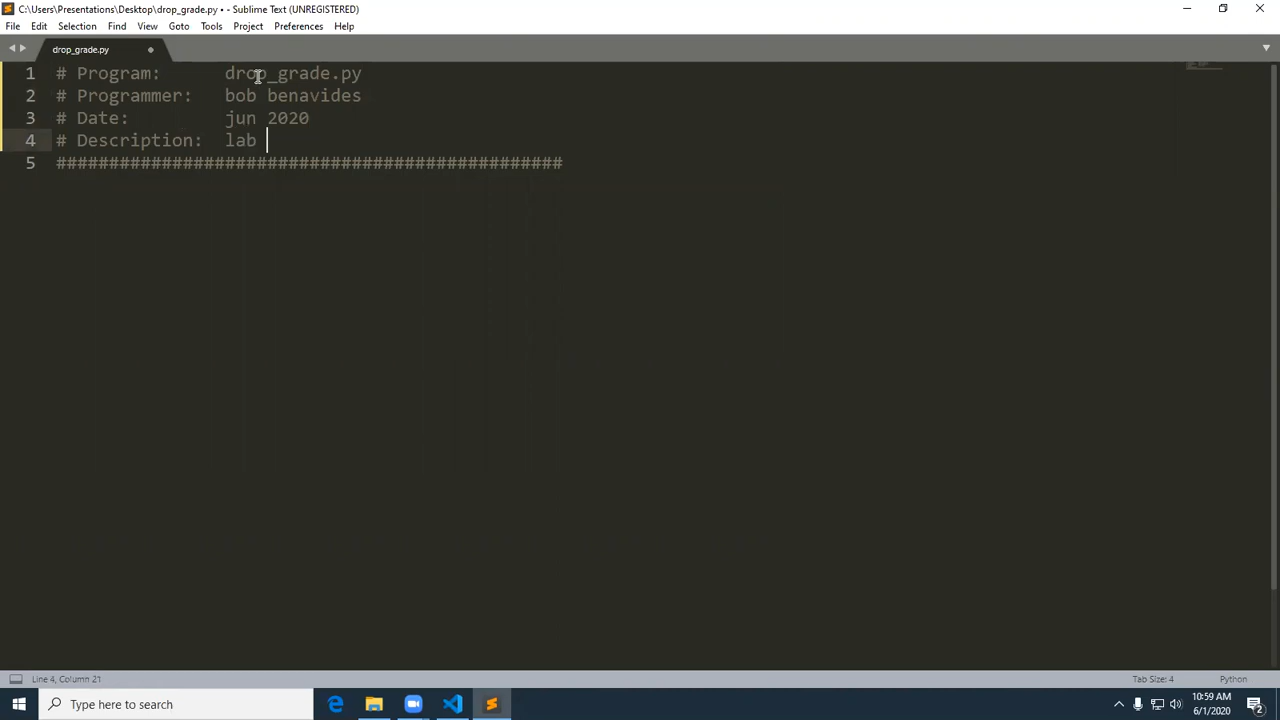 C:\Users\Presentations\Desktop\drop_grade.py • - Sublime Text (UNREGISTERED)
File Edit Selection Find View Goto Tools Project Preferences Help
drop_grade.py
1 # Program: drop_grade.py
2 # Programmer: bob benavides
3 # Date: jun 2020
4 # Description: lab
5 ################################################
Line 4, Column 21 Tab Size: 4 Python
Type here to search
10:59 AM
6/1/2020
2